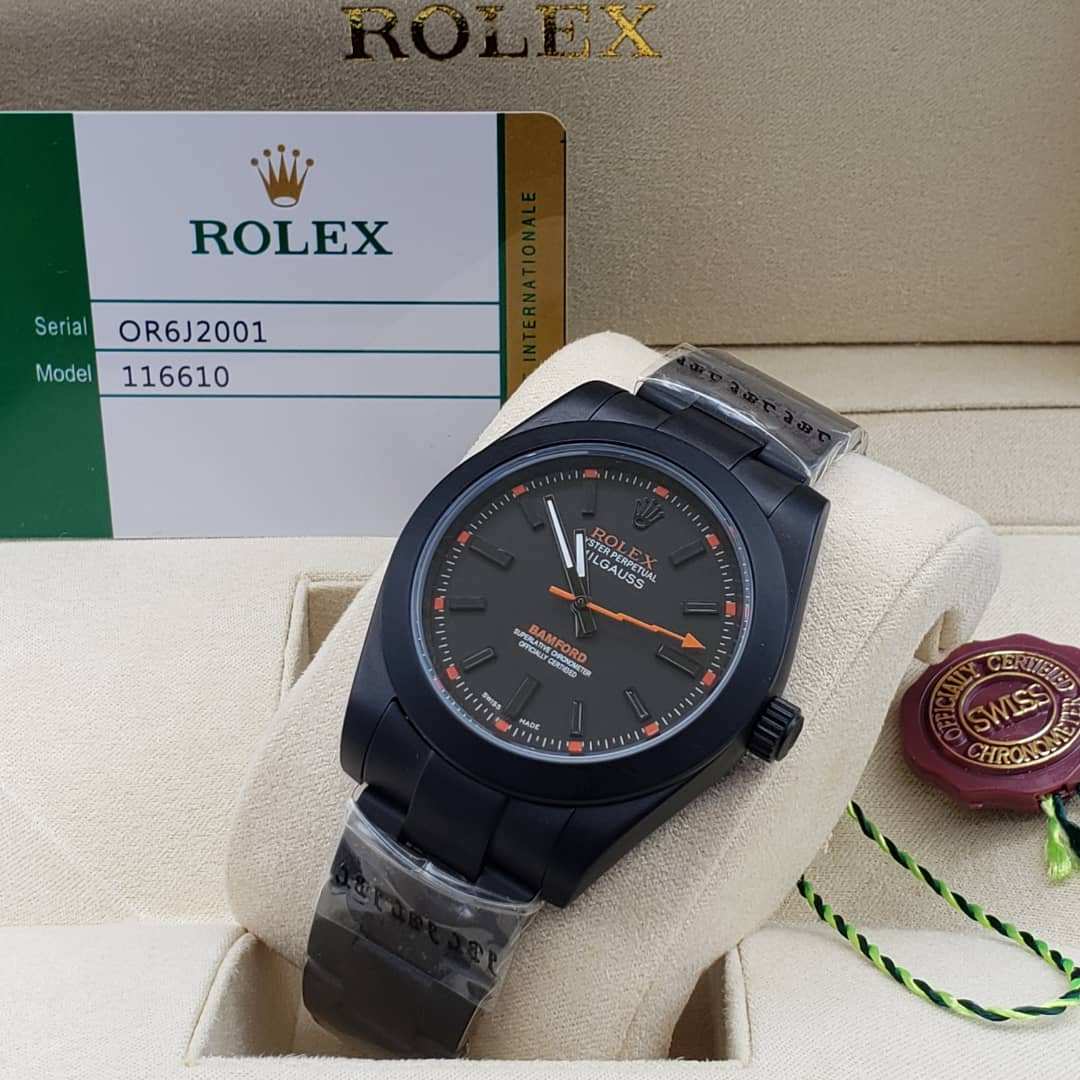 ROLEX
ROLEX
Serial OR6J2001
Model 116610
INTERNATIONALE
ROLEX
OYSTER PERPETUAL
MILGAUSS
BAMFORD
SUPERLATIVE CHRONOMETER
OFFICIALLY CERTIFIED
SWISS MADE
OFFICIALLY CERTIFIED
SWISS
CHRONOMETER